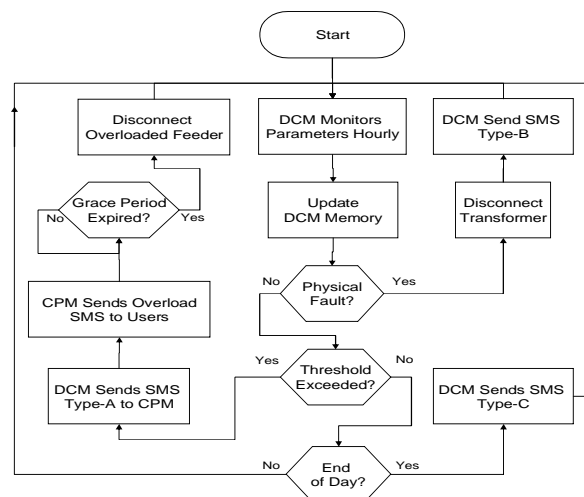 Start
Disconnect
Overloaded Feeder
DCM Monitors
Parameters Hourly
DCM Send SMS
Type-B
Grace Period
Expired?
No
Yes
Update
DCM Memory
Disconnect
Transformer
CPM Sends Overload
SMS to Users
No
Physical
Fault?
Yes
DCM Sends SMS
Type-A to CPM
Yes
Threshold
Exceeded?
No
DCM Sends SMS
Type-C
No
End
of Day?
Yes